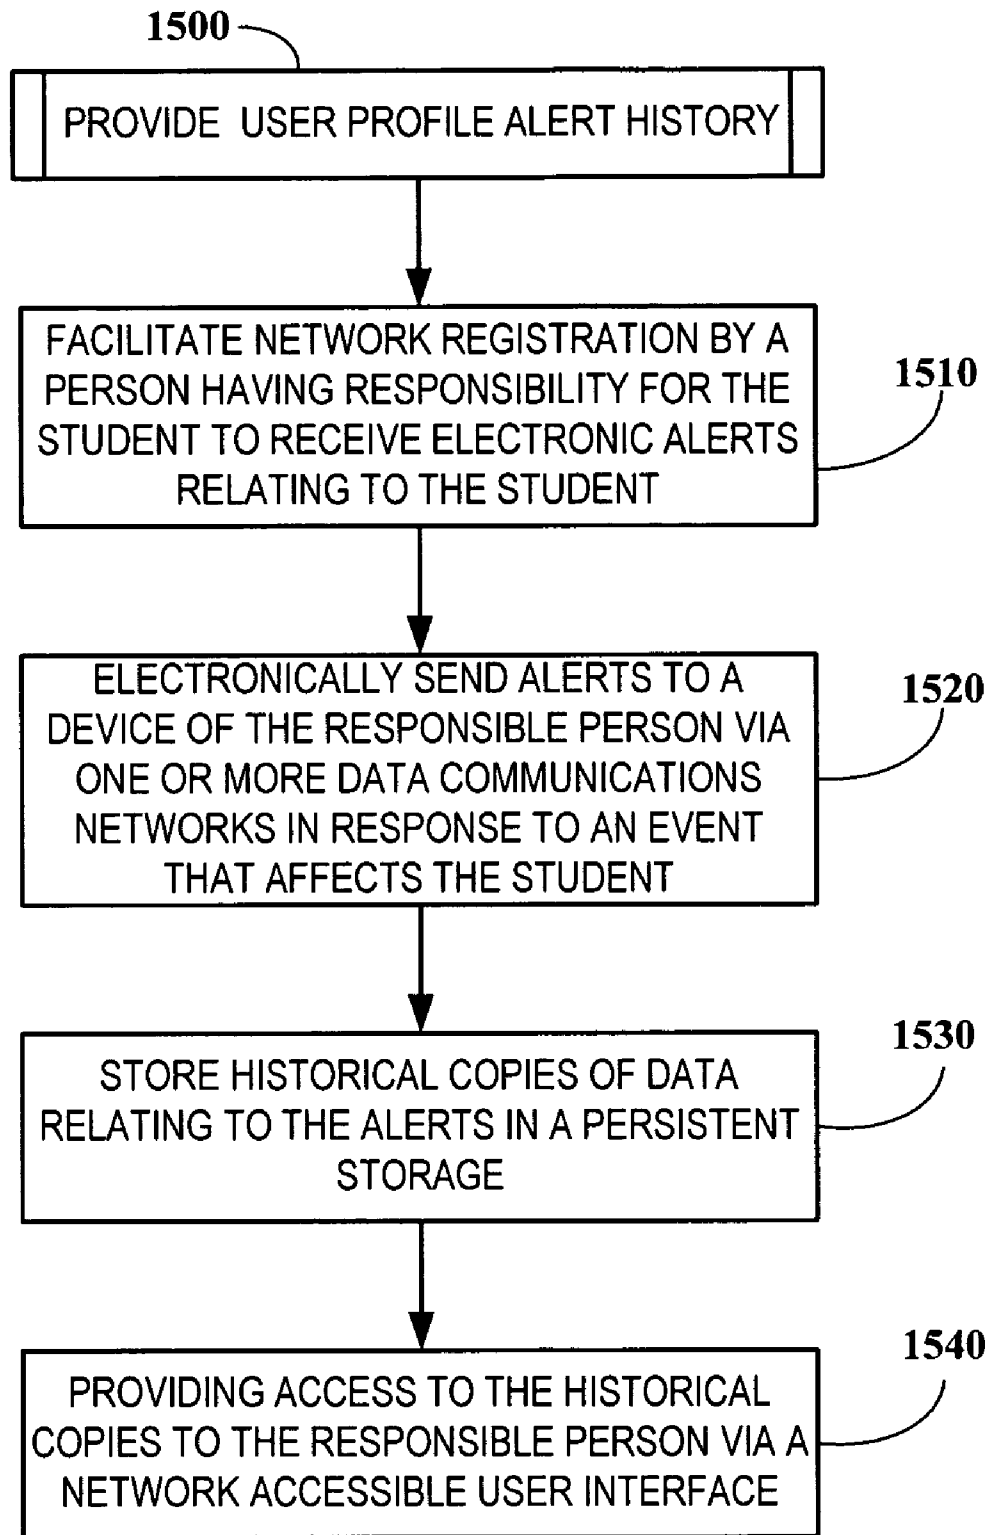 1500
PROVIDE USER PROFILE ALERT HISTORY
FACILITATE NETWORK REGISTRATION BY A
PERSON HAVING RESPONSIBILITY FOR THE
STUDENT TO RECEIVE ELECTRONIC ALERTS
RELATING TO THE STUDENT
1510
ELECTRONICALLY SEND ALERTS TO A
DEVICE OF THE RESPONSIBLE PERSON VIA
ONE OR MORE DATA COMMUNICATIONS
NETWORKS IN RESPONSE TO AN EVENT
THAT AFFECTS THE STUDENT
1520
STORE HISTORICAL COPIES OF DATA
RELATING TO THE ALERTS IN A PERSISTENT
STORAGE
1530
PROVIDING ACCESS TO THE HISTORICAL
COPIES TO THE RESPONSIBLE PERSON VIA A
NETWORK ACCESSIBLE USER INTERFACE
1540